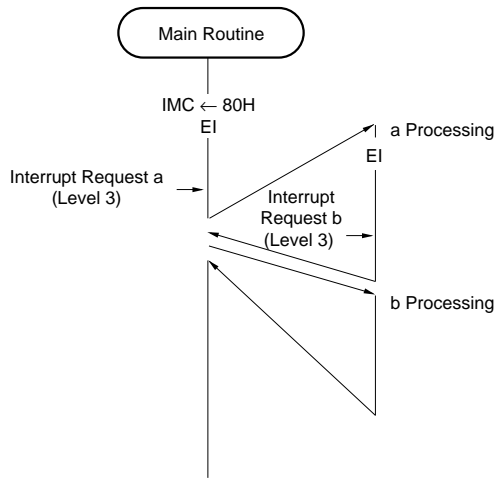 Main Routine
IMC ← 80H
EI
a Processing
EI
Interrupt Request a
(Level 3)
Interrupt
Request b
(Level 3)
b Processing